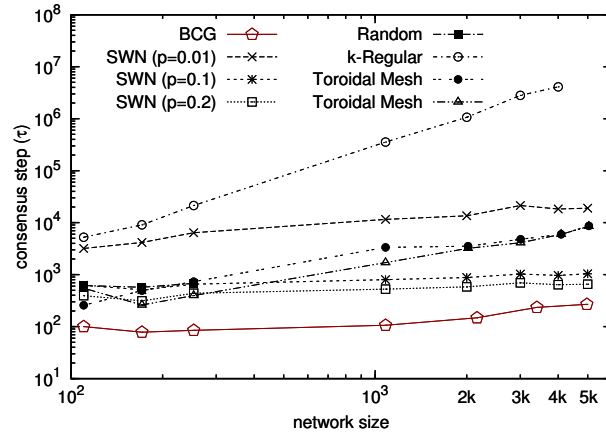 10^8
10^7
10^6
10^5
10^4
10^3
10^2
10^1
consensus step (τ)
BCG
SWN (p=0.01)
SWN (p=0.1)
SWN (p=0.2)
Random
k-Regular
Toroidal Mesh
Toroidal Mesh
10^2 10^3 2k 3k 4k 5k
network size